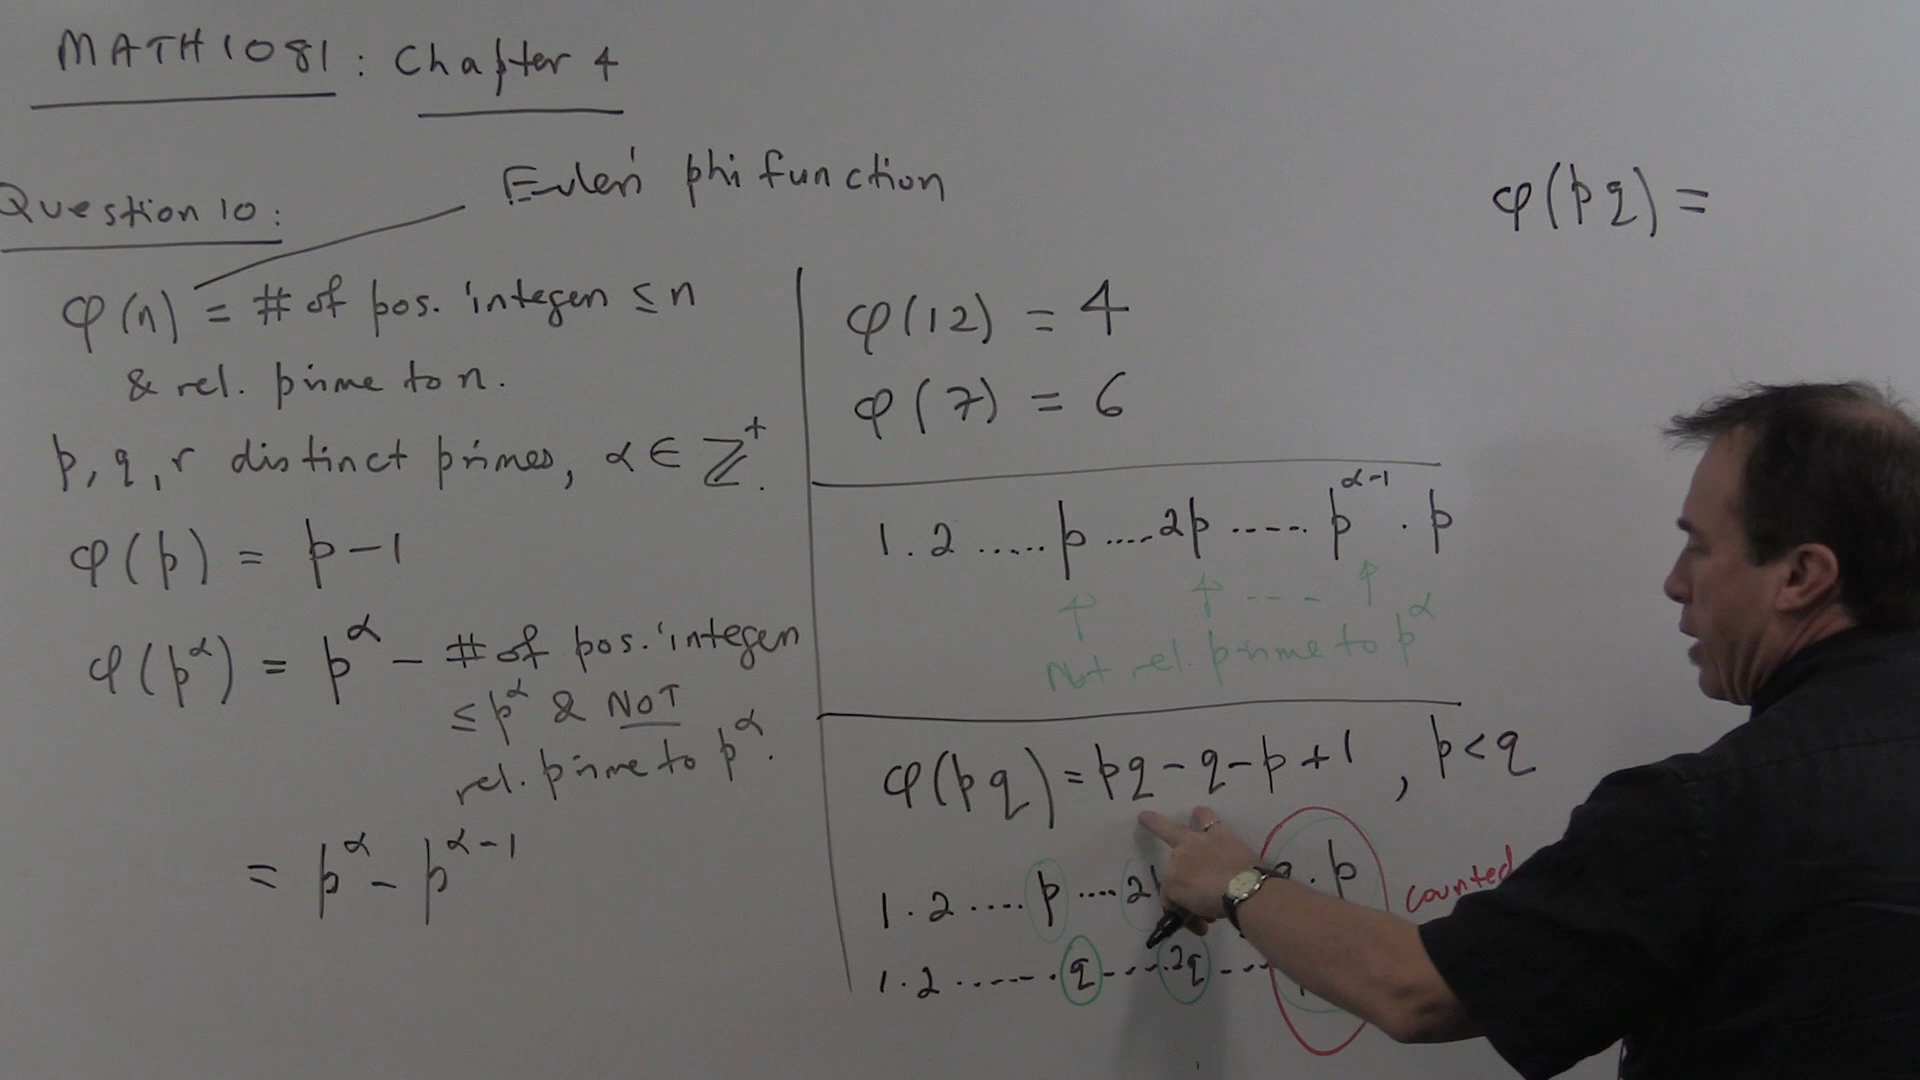 MATH1081: Chapter 4
Euler's phi function
Question 10:
φ(n) = # of pos. integers ≤ n
& rel. prime to n.
p, q, r distinct primes, α ∈ ℤ⁺.
φ(p) = p-1
φ(p^α) = p^α - # of pos. integers
≤ p^α & NOT
rel. prime to p^α.
= p^α - p^(α-1)
φ(12) = 4
φ(7) = 6
1.2.....p....2p.....p^(α-1).p
↑ ↑ --- ↑
Not rel. prime to p^α
φ(pq) = pq-q-p+1, p<q
1.2....p....2 . p
counted
1.2......q....2q...
φ(pq) =